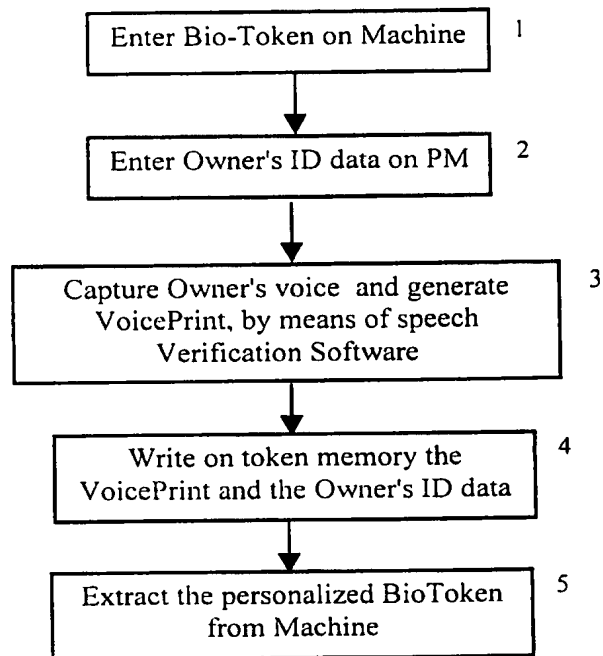 Enter Bio-Token on Machine 1
Enter Owner's ID data on PM 2
Capture Owner's voice and generate 3
VoicePrint, by means of speech
Verification Software
Write on token memory the 4
VoicePrint and the Owner's ID data
Extract the personalized BioToken 5
from Machine